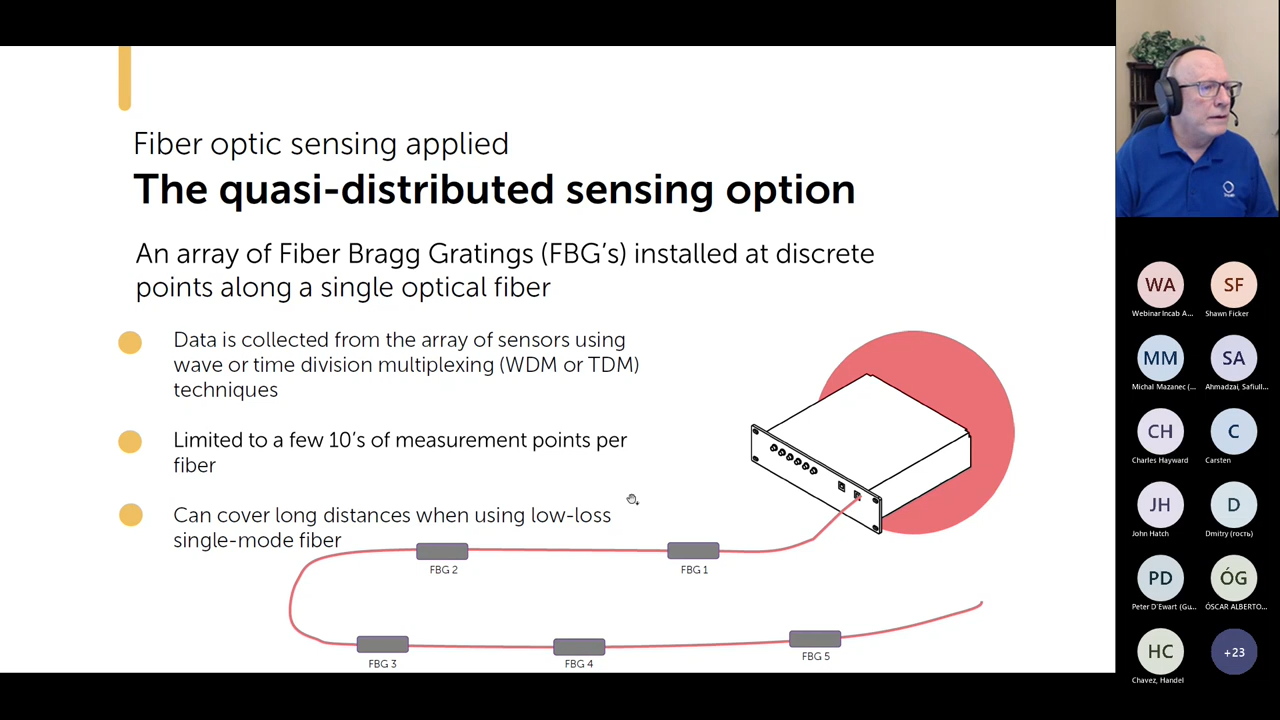 Fiber optic sensing applied
The quasi-distributed sensing option
An array of Fiber Bragg Gratings (FBG's) installed at discrete
points along a single optical fiber
Data is collected from the array of sensors using
wave or time division multiplexing (WDM or TDM)
techniques
Limited to a few 10's of measurement points per
fiber
Can cover long distances when using low-loss
single-mode fiber
FBG 2
FBG 1
FBG 3
FBG 4
FBG 5
WA
SF
Webinar Incab A...
Shawn Ficker
MM
SA
Michal Mazanec (...
Ahmadzai, Safiull...
CH
C
Charles Hayward
Carsten
JH
D
John Hatch
Dmitry (гость)
PD
ÓG
Peter D'Ewart (Gu...
ÓSCAR ALBERTO...
HC
+23
Chavez, Handel